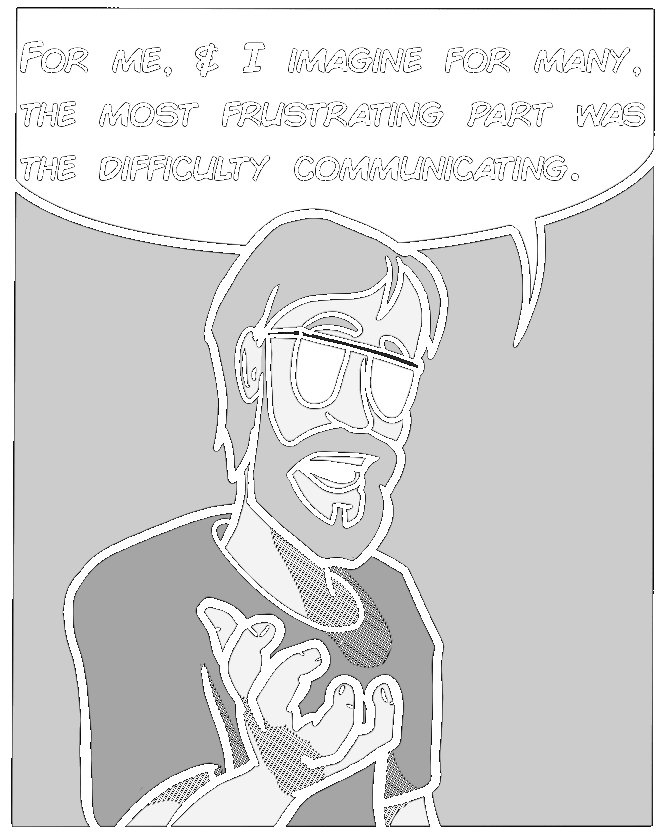 For me, & I imagine for many,
the most frustrating part was
the difficulty communicating.